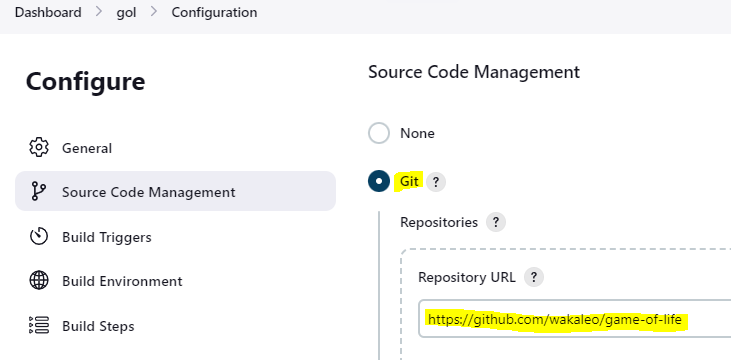 Dashboard > gol > Configuration
Configure
General
Source Code Management
Build Triggers
Build Environment
Build Steps
Source Code Management
None
Git ?
Repositories ?
Repository URL ?
https://github.com/wakaleo/game-of-life